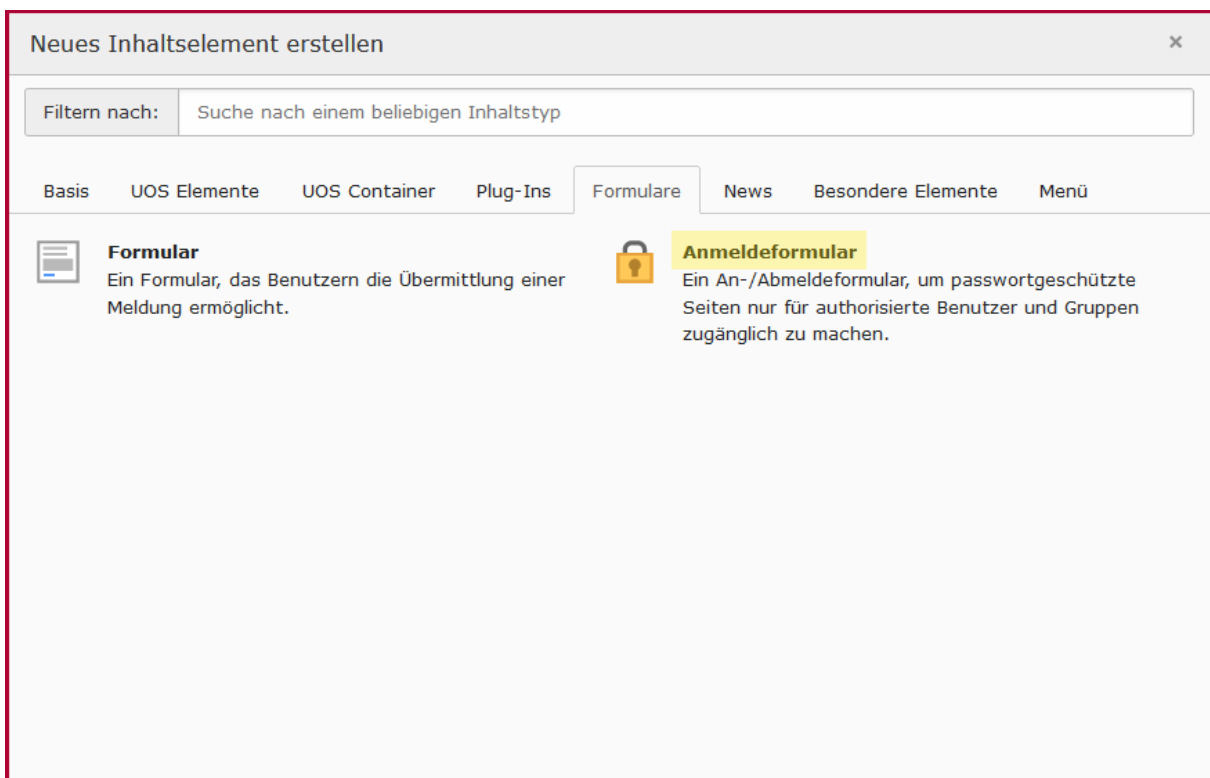 Neues Inhaltselement erstellen ×
Filtern nach: Suche nach einem beliebigen Inhaltstyp
Basis UOS Elemente UOS Container Plug-Ins Formulare News Besondere Elemente Menü
Formular
Ein Formular, das Benutzern die Übermittlung einer
Meldung ermöglicht.
Anmeldeformular
Ein An-/Abmeldeformular, um passwortgeschützte
Seiten nur für authorisierte Benutzer und Gruppen
zugänglich zu machen.